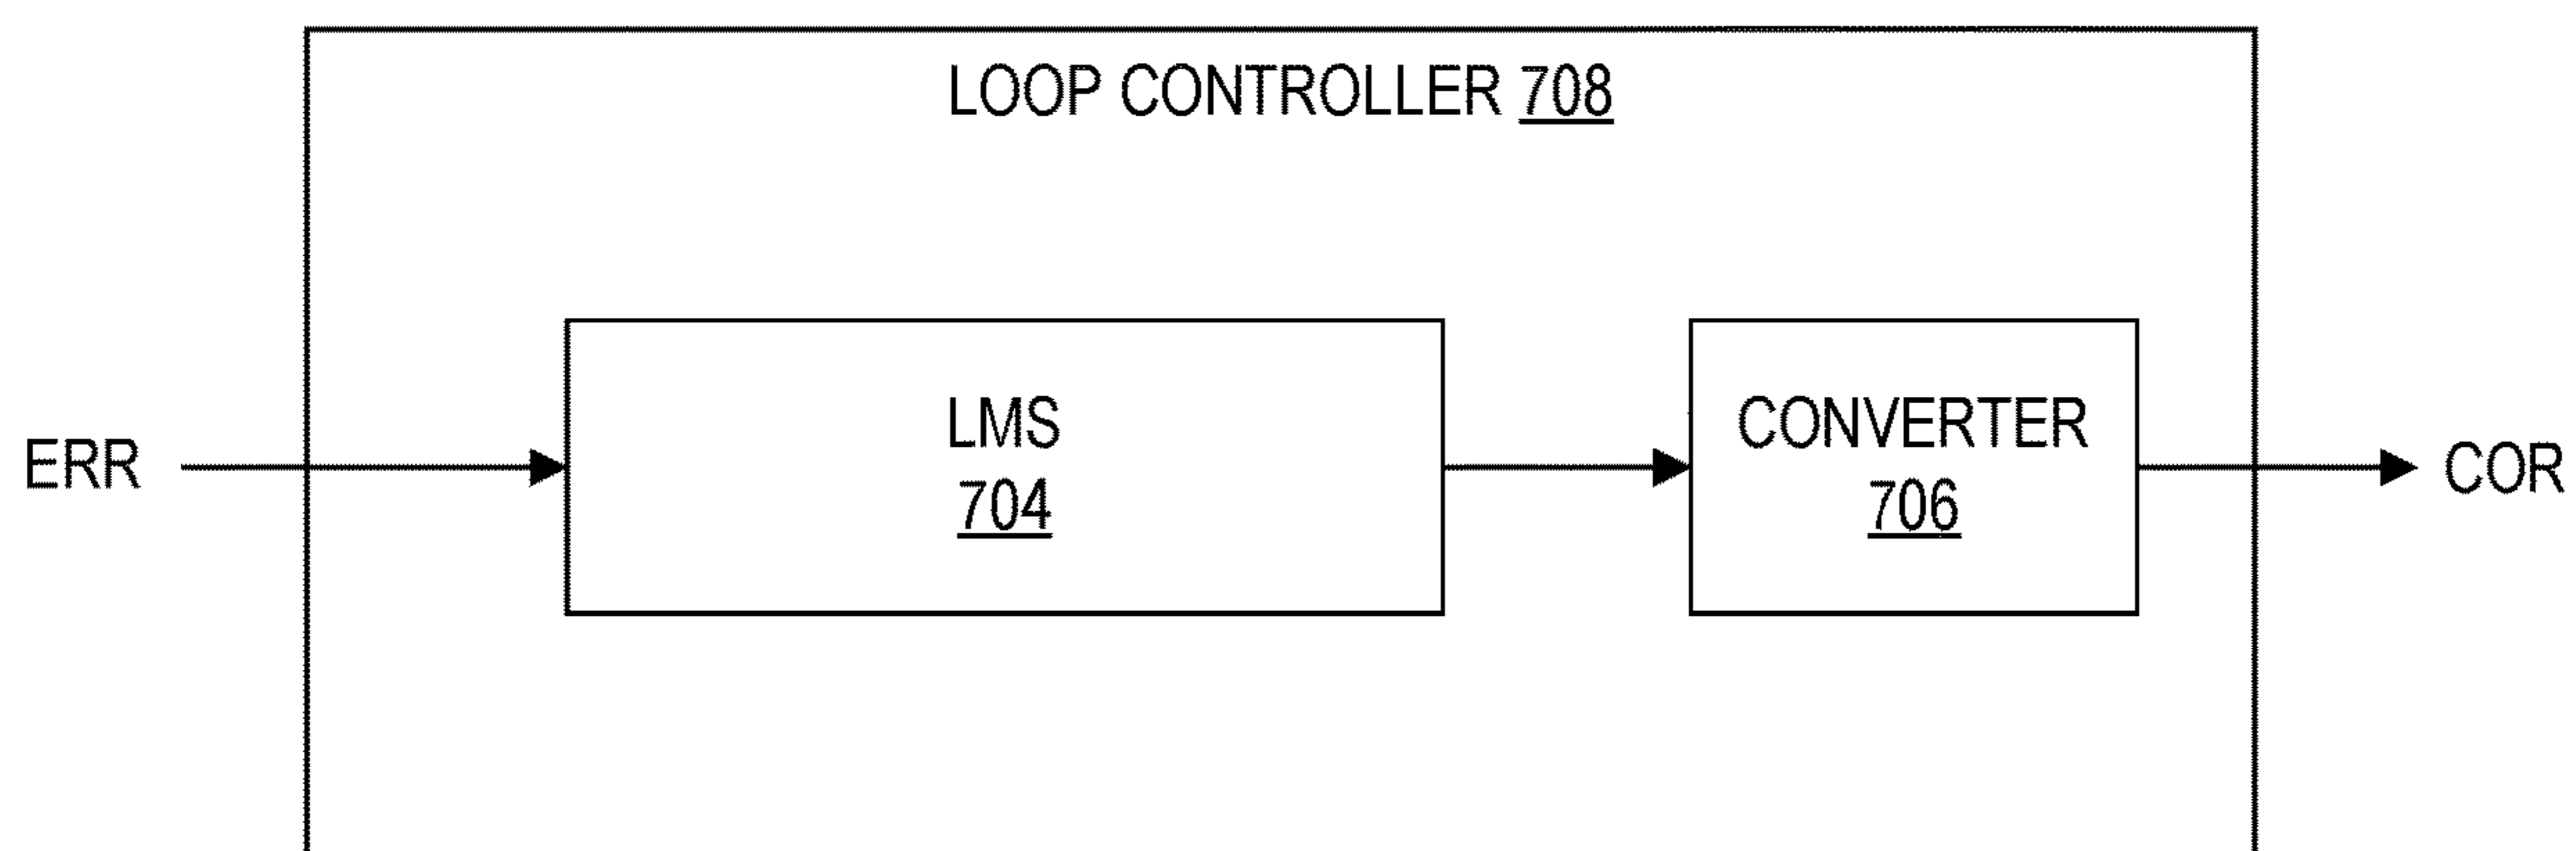 LOOP CONTROLLER 708
ERR
LMS
704
CONVERTER
706
COR